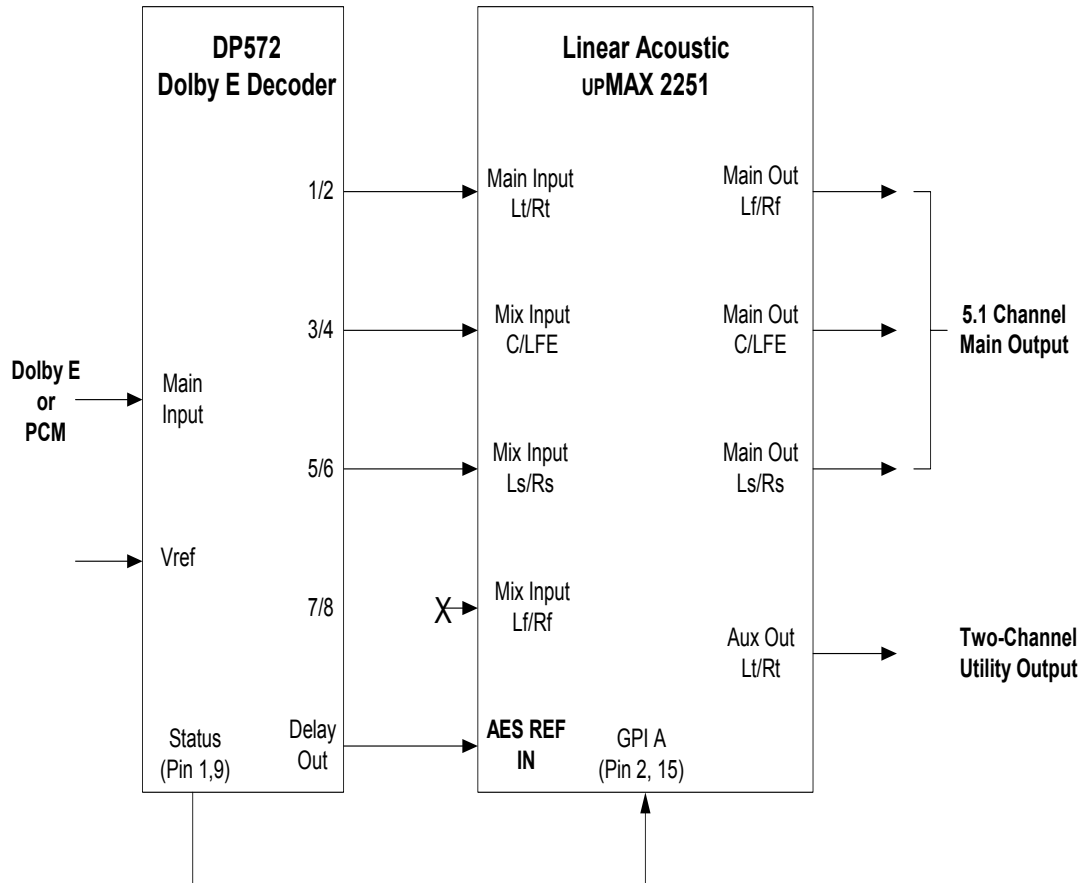 DP572
Dolby E Decoder
Linear Acoustic
UPMAX 2251
1/2
Main Input
Lt/Rt
Main Out
Lf/Rf
3/4
Mix Input
C/LFE
Main Out
C/LFE
5.1 Channel
Main Output
Dolby E
or
PCM
Main
Input
5/6
Mix Input
Ls/Rs
Main Out
Ls/Rs
Vref
7/8
X
Mix Input
Lf/Rf
Aux Out
Lt/Rt
Two-Channel
Utility Output
Status
(Pin 1,9)
Delay
Out
AES REF
IN
GPI A
(Pin 2, 15)